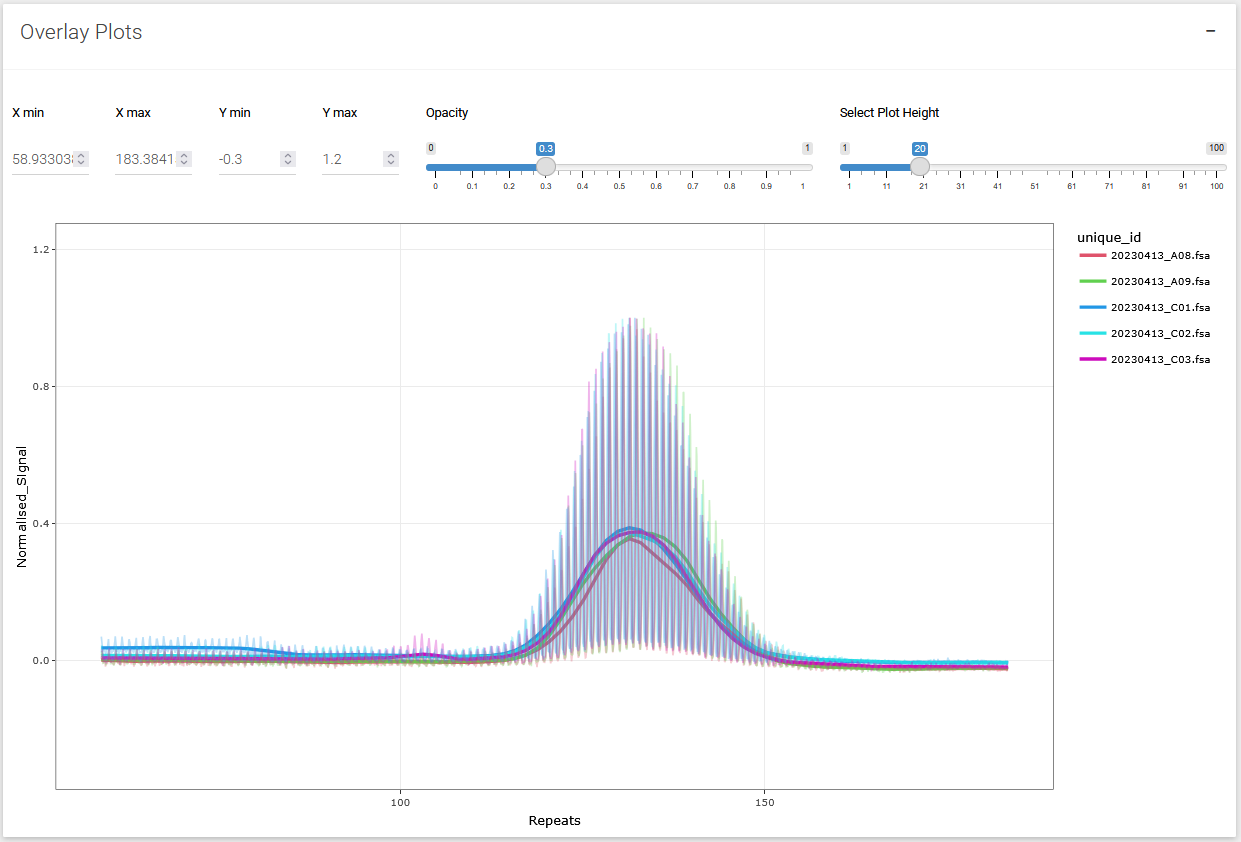 Overlay Plots
X min X max Y min Y max Opacity Select Plot Height
0 0.3 1 1 20 100
58.93303 183.3841 -0.3 1.2
0 0.1 0.2 0.3 0.4 0.5 0.6 0.7 0.8 0.9 1 1 11 21 31 41 51 61 71 81 91 100
unique_id
20230413_A08.fsa
20230413_A09.fsa
20230413_C01.fsa
20230413_C02.fsa
20230413_C03.fsa
1.2
0.8
0.4
0.0
Normalised_SIgnal
100 150
Repeats